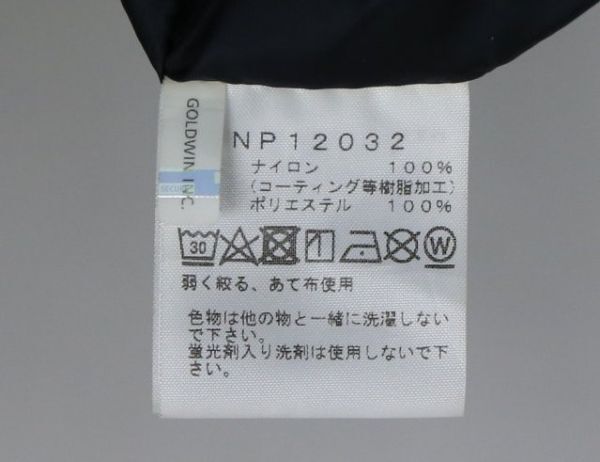 GOLDWIN INC.
SECURE
NP12032
ナイロン 100%
(コーティング等樹脂加工)
ポリエステル 100%
30
W
弱く絞る、あて布使用
色物は他の物と一緒に洗濯しない
で下さい。
蛍光剤入り洗剤は使用しないで下
さい。